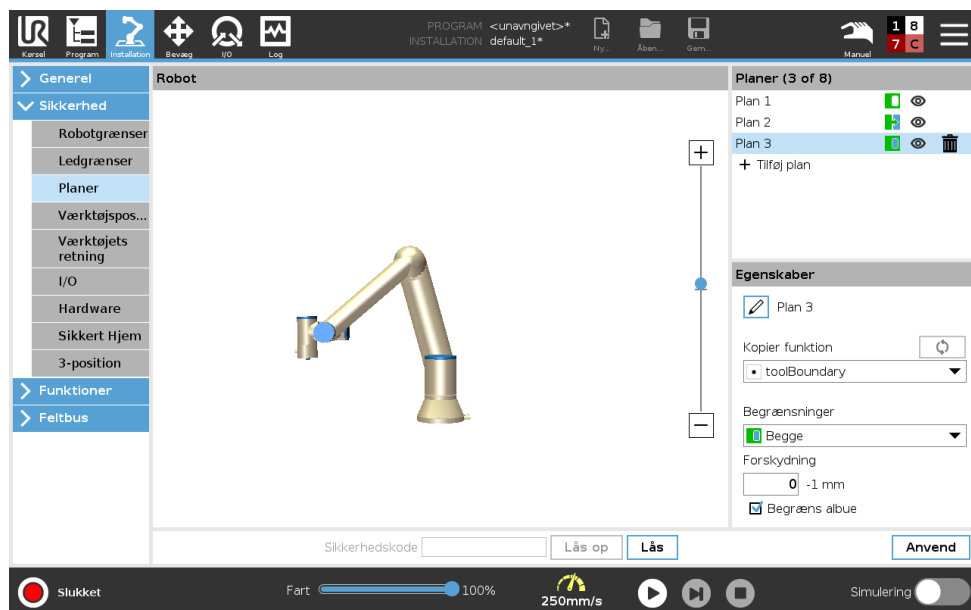 PROGRAM <unavngivet>*
INSTALLATION default_1*
Kørsel
Program
Installation
Bevæg
I/O
Log
Ny...
Åben...
Gem...
Manuel
1 8
7 C
Generel
Sikkerhed
Robotgrænser
Ledgrænser
Planer
Værktøjspos...
Værktøjets
retning
I/O
Hardware
Sikkert Hjem
3-position
Funktioner
Feltbus
Robot
Planer (3 of 8)
Plan 1
Plan 2
Plan 3
+ Tilføj plan
Egenskaber
Plan 3
Kopier funktion
toolBoundary
Begrænsninger
Begge
Forskydning
0 -1 mm
Begræns albue
Sikkerhedskode
Lås op
Lås
Anvend
Slukket
Fart
100%
250mm/s
Simulering